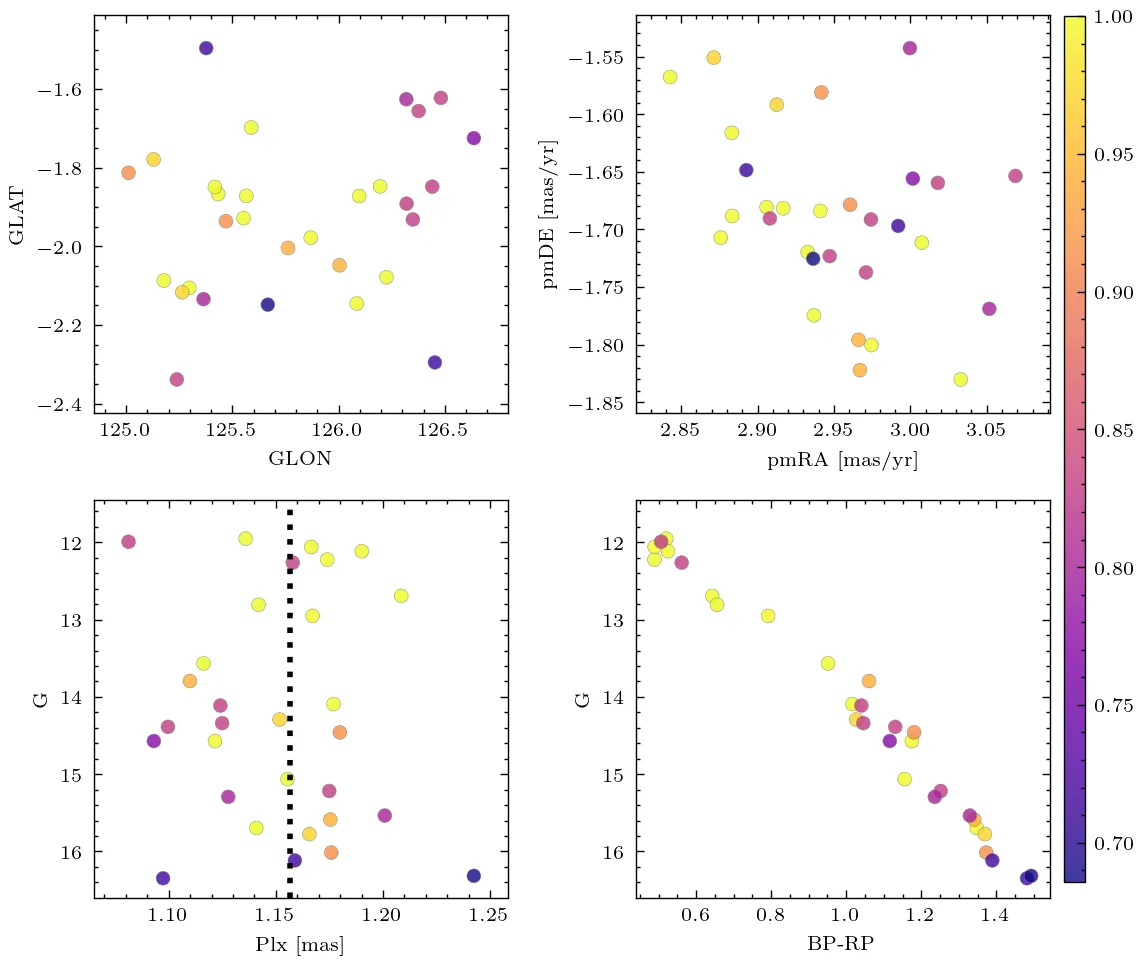 −1.6
−1.8
−2.0
−2.2
−2.4
GLAT
125.0 125.5 126.0 126.5
GLON
−1.55
−1.60
−1.65
−1.70
−1.75
−1.80
−1.85
pmDE [mas/yr]
2.85 2.90 2.95 3.00 3.05
pmRA [mas/yr]
1.00
0.95
0.90
0.85
0.80
0.75
0.70
12
13
14
15
16
G
1.10 1.15 1.20 1.25
Plx [mas]
12
13
14
15
16
G
0.6 0.8 1.0 1.2 1.4
BP-RP